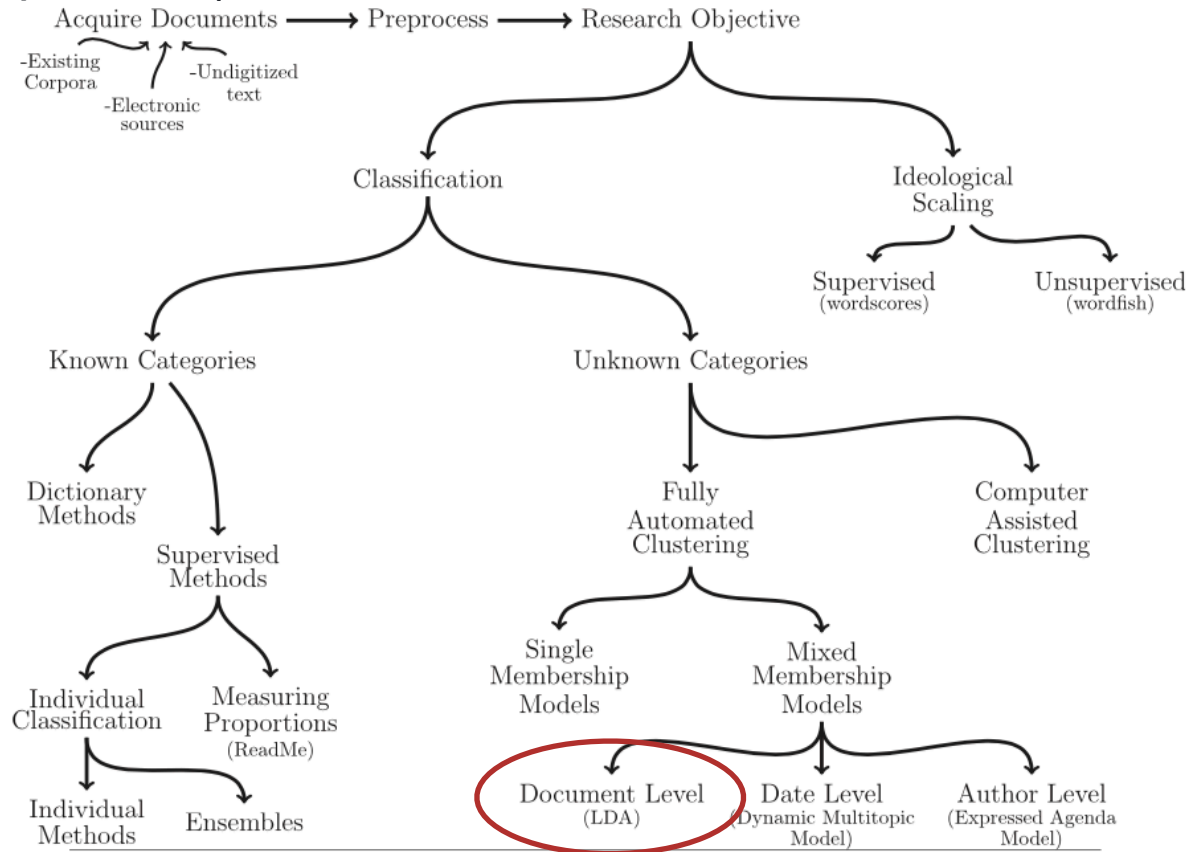 Acquire Documents
Preprocess
Research Objective
-Existing
Corpora
-Electronic
sources
-Undigitized
text
Classification
Ideological
Scaling
Supervised
(wordscores)
Unsupervised
(wordfish)
Known Categories
Unknown Categories
Dictionary
Methods
Supervised
Methods
Fully
Automated
Clustering
Computer
Assisted
Clustering
Individual
Classification
Measuring
Proportions
(ReadMe)
Single
Membership
Models
Mixed
Membership
Models
Individual
Methods
Ensembles
Document Level
(LDA)
Date Level
(Dynamic Multitopic
Model)
Author Level
(Expressed Agenda
Model)